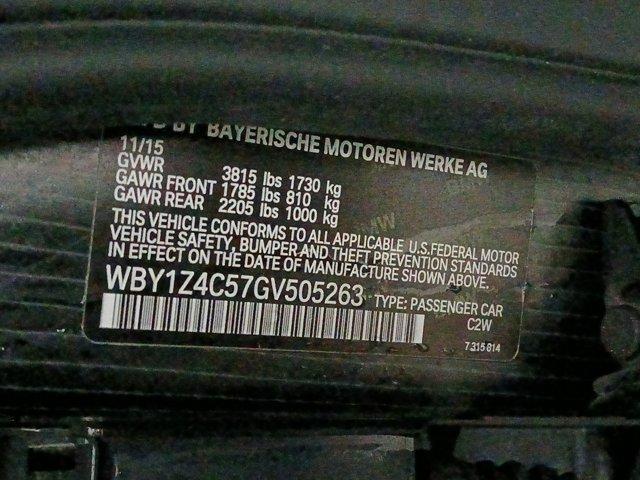 BY BAYERISCHE MOTOREN WERKE AG
11/15
GVWR 3815 lbs 1730 kg
GAWR FRONT 1785 lbs 810 kg
GAWR REAR 2205 lbs 1000 kg
THIS VEHICLE CONFORMS TO ALL APPLICABLE U.S.FEDERAL MOTOR
VEHICLE SAFETY, BUMPER,AND THEFT PREVENTION STANDARDS
IN EFFECT ON THE DATE OF MANUFACTURE SHOWN ABOVE.
WBY1Z4C57GV505263 TYPE: PASSENGER CAR
C2W
7 315 814